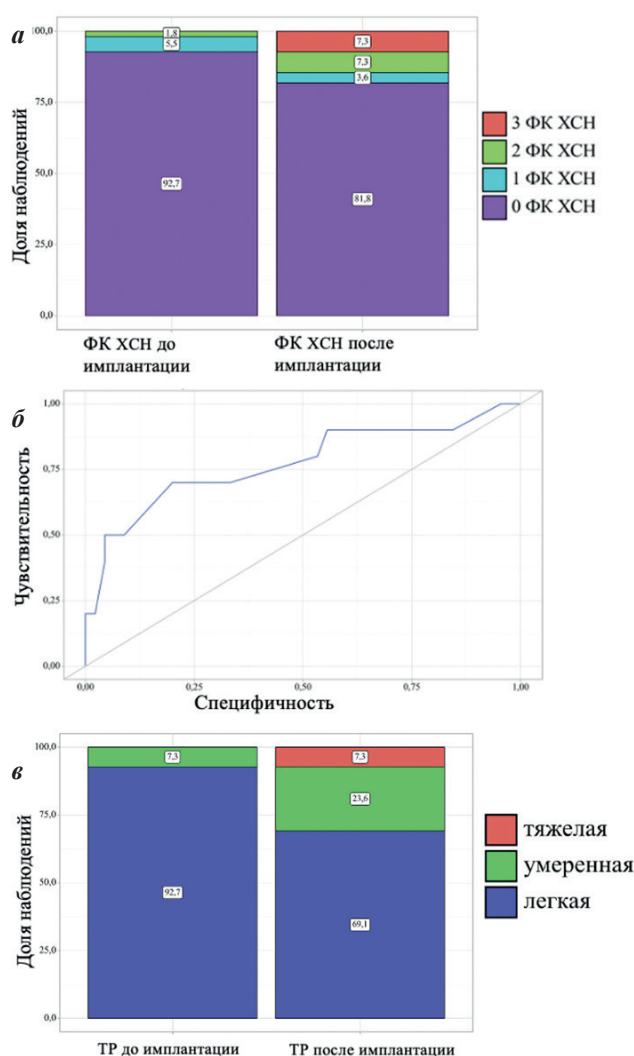 а
Доля наблюдений
100,0
75,0
50,0
25,0
0,0
1,8
5,5
92,7
7,3
7,3
3,6
81,8
3 ФК ХСН
2 ФК ХСН
1 ФК ХСН
0 ФК ХСН
ФК ХСН до
имплантации
ФК ХСН после
имплантации
б
Чувствительность
1,00
0,75
0,50
0,25
0,00
0,00
0,25
0,50
0,75
1,00
Специфичность
в
Доля наблюдений
100,0
75,0
50,0
25,0
0,0
7,3
92,7
7,3
23,6
69,1
тяжелая
умеренная
легкая
ТР до имплантации
ТР после имплантации